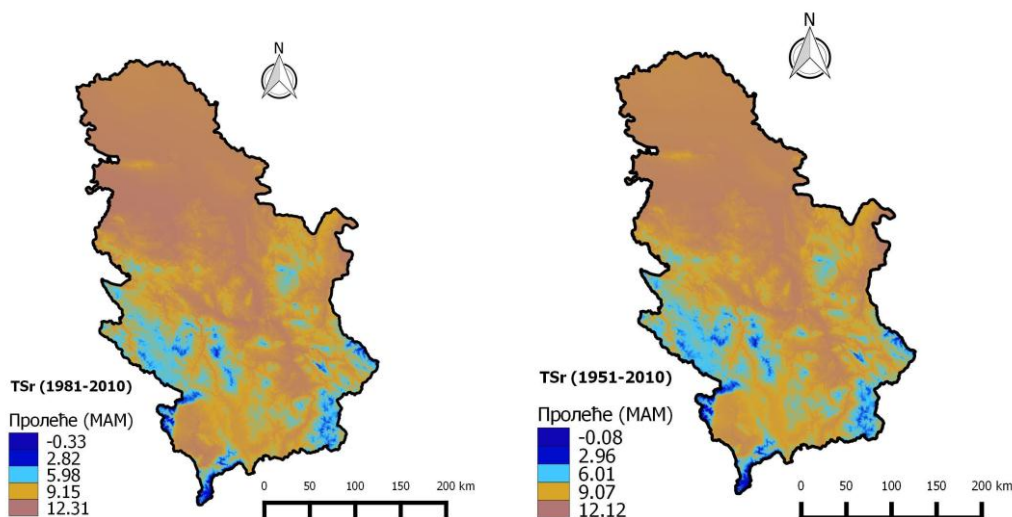 N
TSr (1981-2010)
Пролеће (MAM)
-0.33
2.82
5.98
9.15
12.31
0 50 100 150 200 km
N
TSr (1951-2010)
Пролеће (MAM)
-0.08
2.96
6.01
9.07
12.12
0 50 100 150 200 km